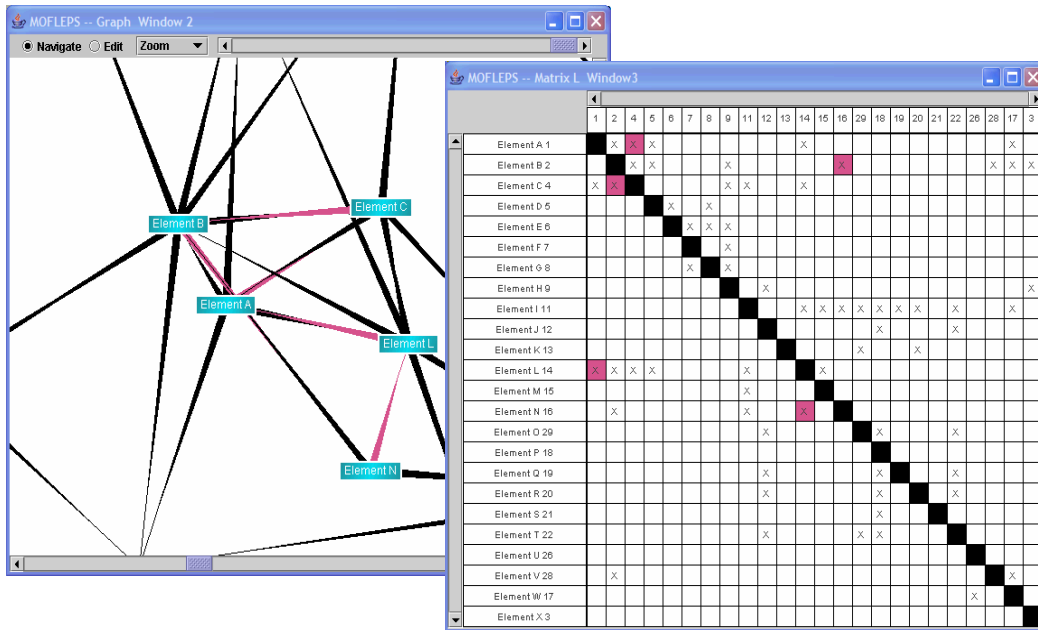 MOFLEPS -- Graph Window 2
Navigate Edit Zoom
Element B
Element C
Element A
Element L
Element N
MOFLEPS -- Matrix L Window3
1 2 4 5 6 7 8 9 11 12 13 14 15 16 29 18 19 20 21 22 26 28 17 3
Element A 1 X X X X X
Element B 2 X X X X X X X
Element C 4 X X X X X
Element D 5 X X
Element E 6 X X X
Element F 7 X
Element G 8 X X
Element H 9 X X
Element I 11 X X X X X X X X X
Element J 12 X X
Element K 13 X X
Element L 14 X X X X X X
Element M 15 X
Element N 16 X X X
Element O 29 X X X
Element P 18
Element Q 19 X X X
Element R 20 X X X
Element S 21 X
Element T 22 X X X
Element U 26
Element V 28 X X
Element W 17 X
Element X 3